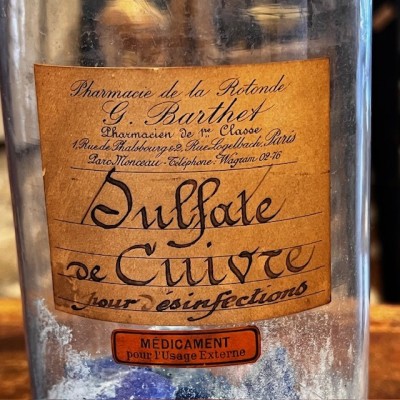 Pharmacie de la Rotonde
G. Barthet
Pharmacien de 1re Classe
1, Rue de Phalsbourg & 2, Rue Logelbach, Paris
Parc Monceau - Téléphone: Wagram 02-76
Sulfate
de Cuivre
pour Désinfections
MÉDICAMENT
pour l'Usage Externe